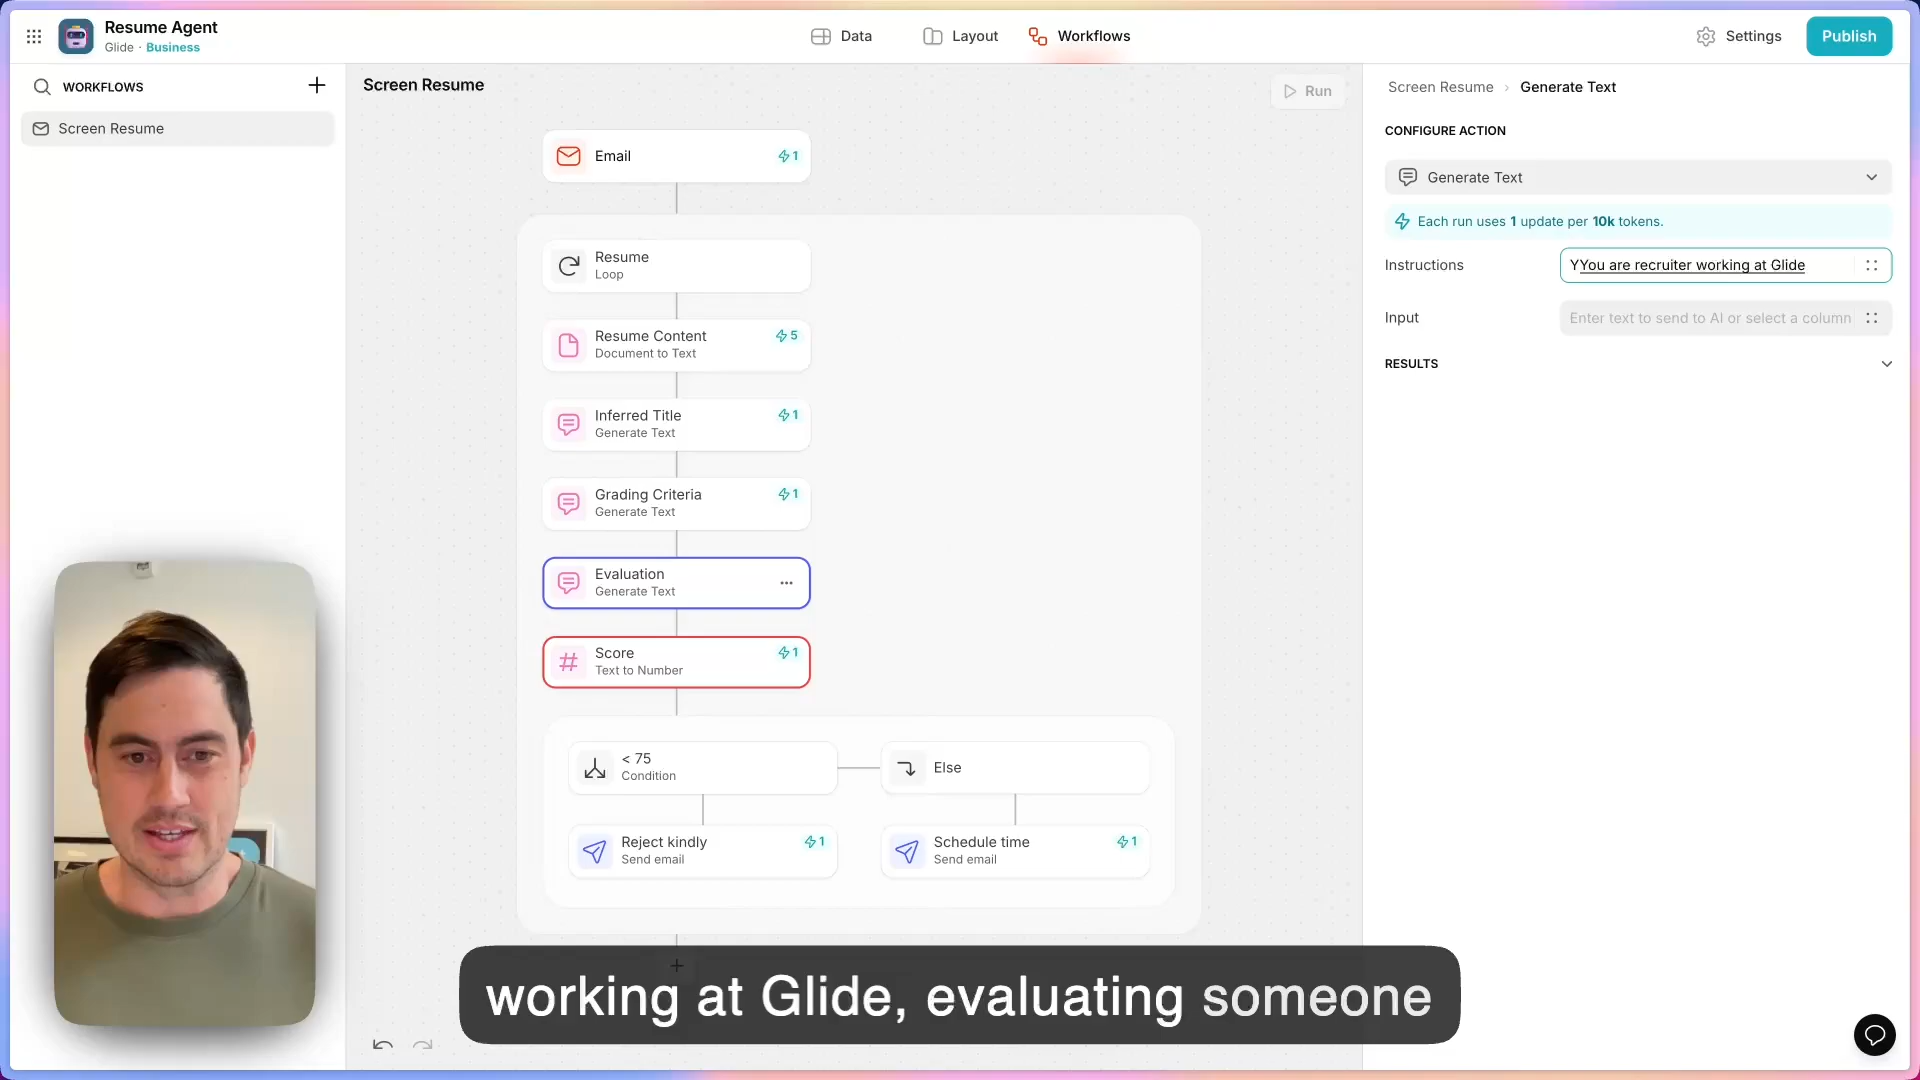 Resume Agent
Glide · Business
Data
Layout
Workflows
Settings
Publish
WORKFLOWS
Screen Resume
Screen Resume
Run
Email
1
Resume
Loop
Resume Content
5
Document to Text
Inferred Title
1
Generate Text
Grading Criteria
1
Generate Text
Evaluation
Generate Text
Score
1
Text to Number
< 75
Condition
Else
Reject kindly
1
Send email
Schedule time
1
Send email
Screen Resume › Generate Text
CONFIGURE ACTION
Generate Text
Each run uses 1 update per 10k tokens.
Instructions
YYou are recruiter working at Glide
Input
Enter text to send to AI or select a column
RESULTS
working at Glide, evaluating someone